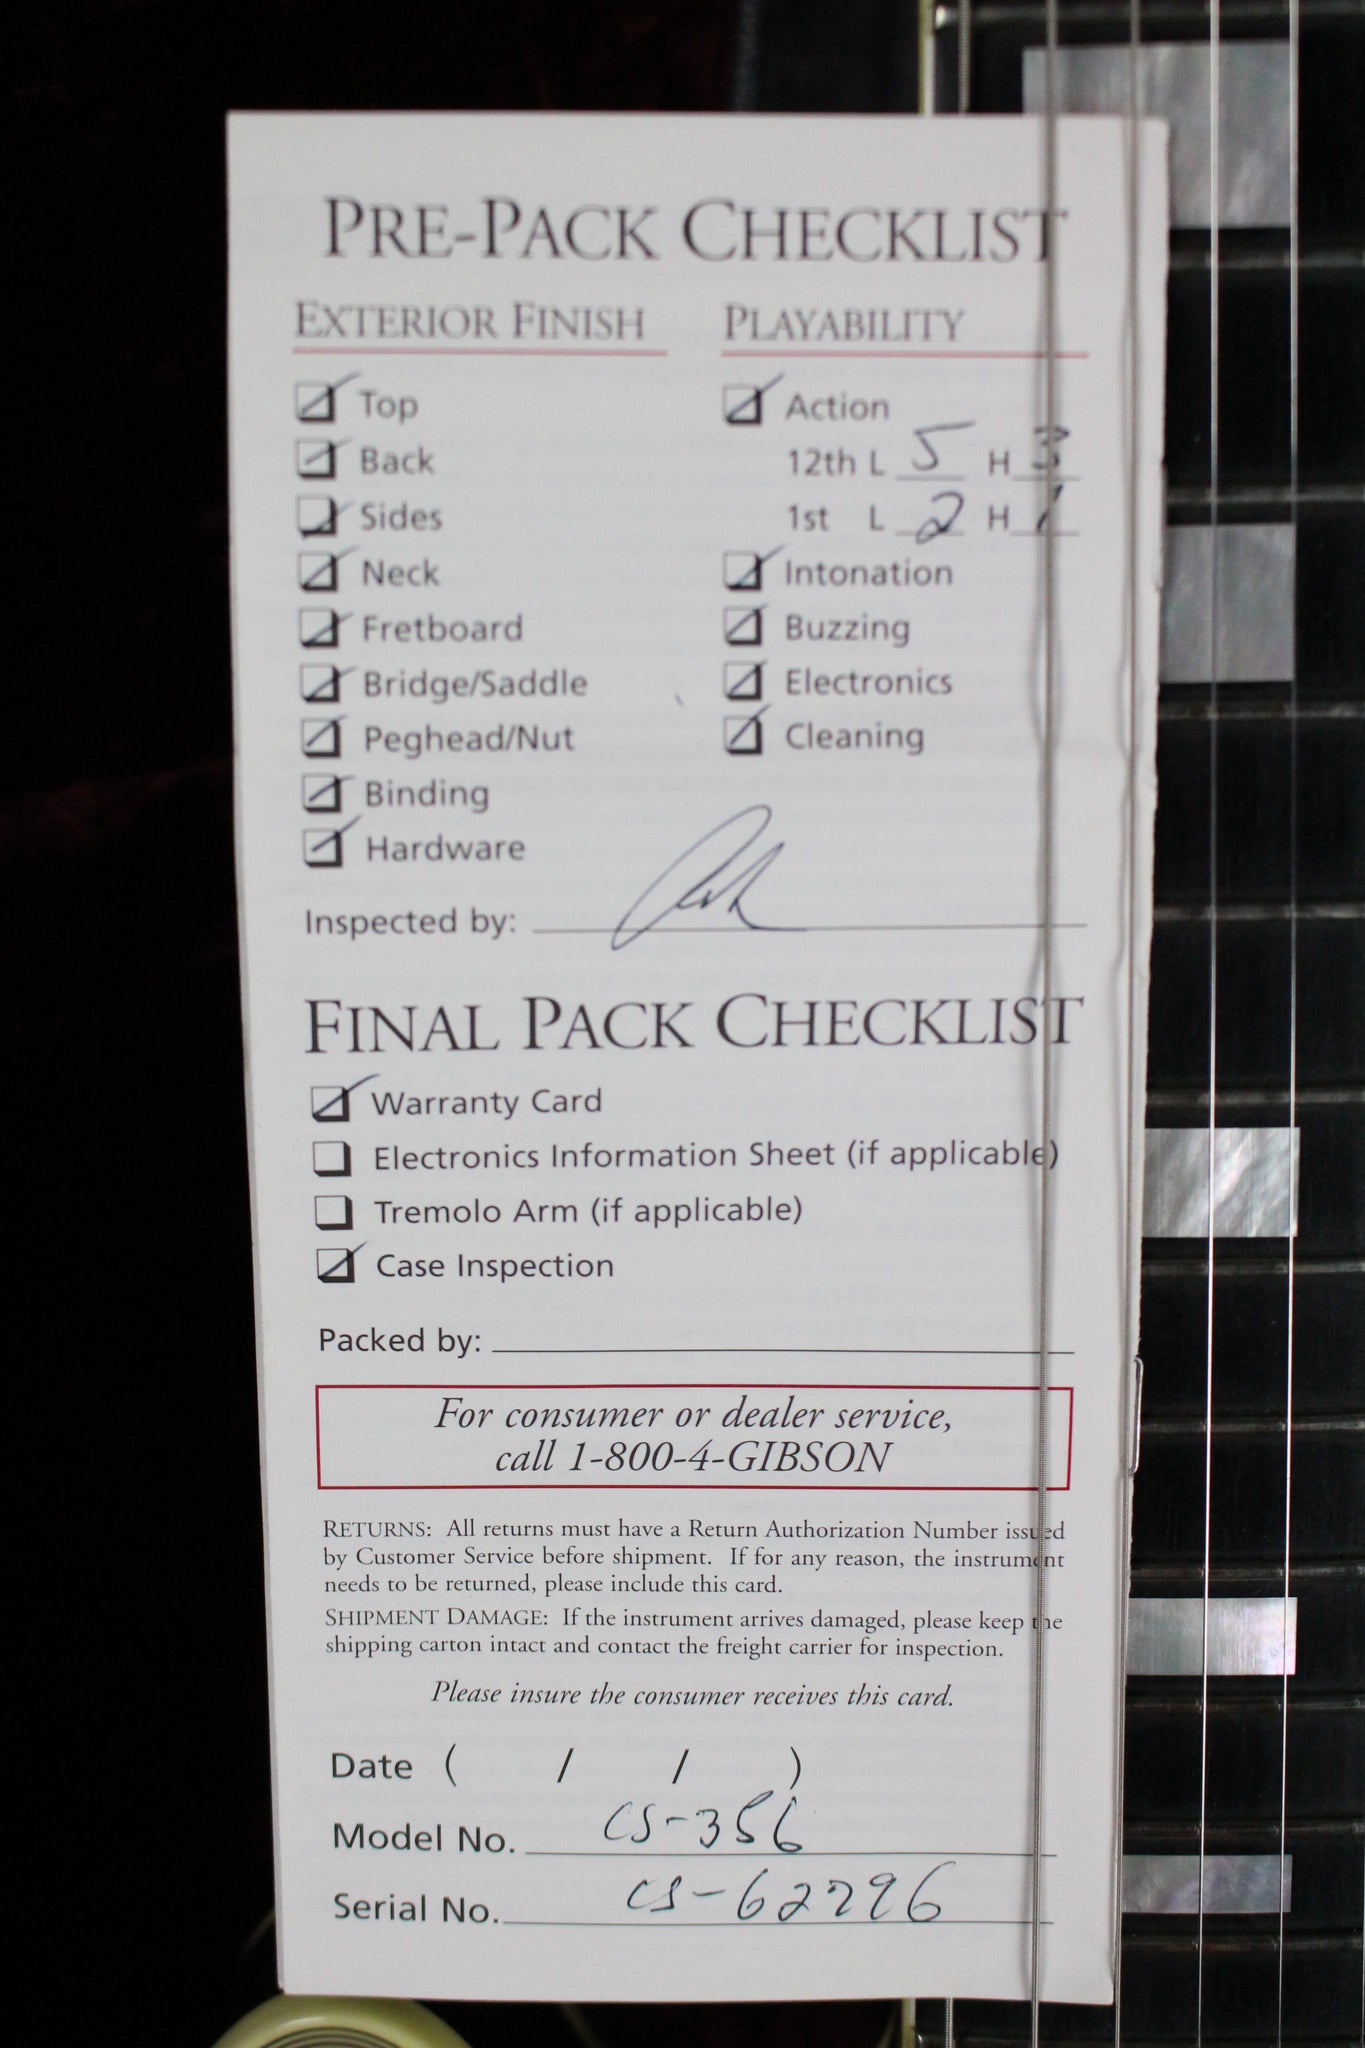 PRE-PACK CHECKLIST
EXTERIOR FINISH
Top
Back
Sides
Neck
Fretboard
Bridge/Saddle
Peghead/Nut
Binding
Hardware
PLAYABILITY
Action
12th L 5 H 3
1st L 2 H 1
Intonation
Buzzing
Electronics
Cleaning
Inspected by:
FINAL PACK CHECKLIST
Warranty Card
Electronics Information Sheet (if applicable)
Tremolo Arm (if applicable)
Case Inspection
Packed by:
For consumer or dealer service,
call 1-800-4-GIBSON
RETURNS: All returns must have a Return Authorization Number issued
by Customer Service before shipment. If for any reason, the instrument
needs to be returned, please include this card.
SHIPMENT DAMAGE: If the instrument arrives damaged, please keep the
shipping carton intact and contact the freight carrier for inspection.
Please insure the consumer receives this card.
Date ( / / )
Model No. CS-356
Serial No. CS-62296